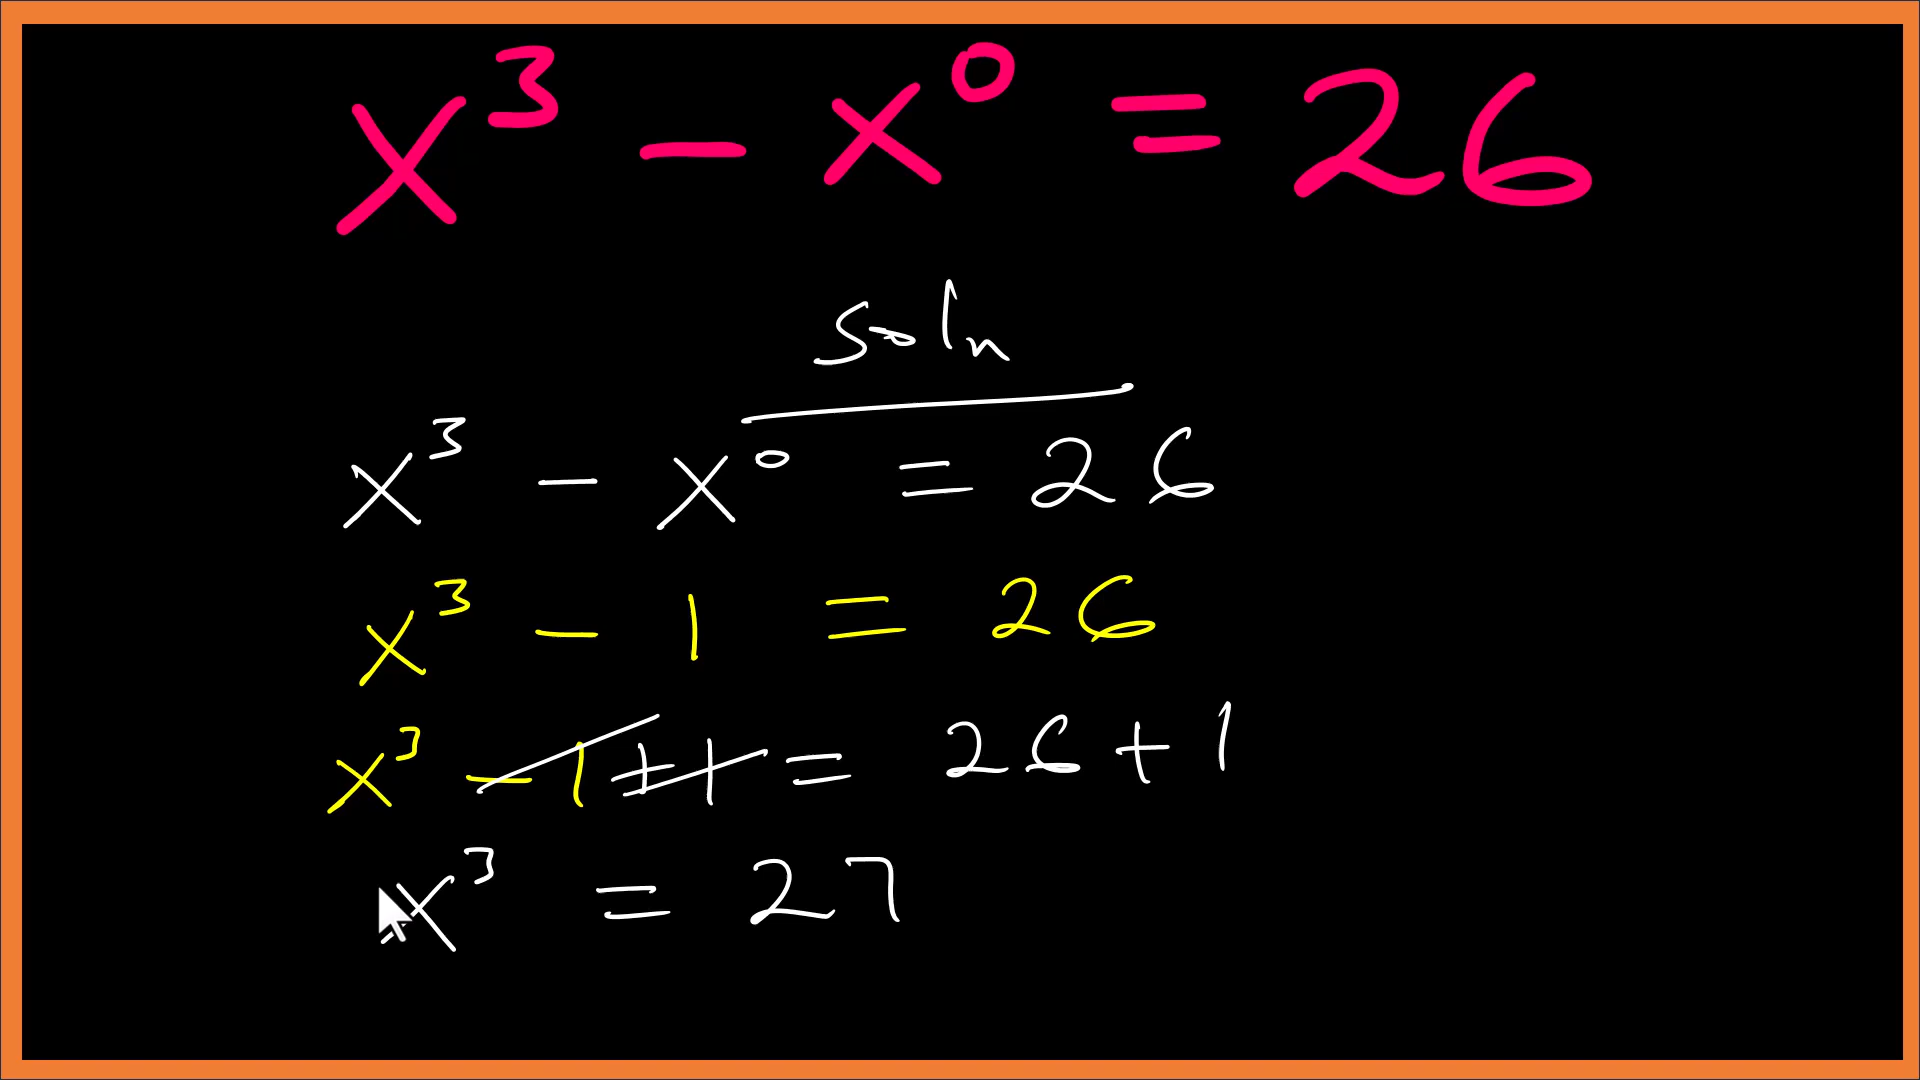 x³ - x⁰ = 26
soln
x³ - x⁰ = 26
x³ - 1 = 26
x³ - 1 + 1 = 26 + 1
x³ = 27